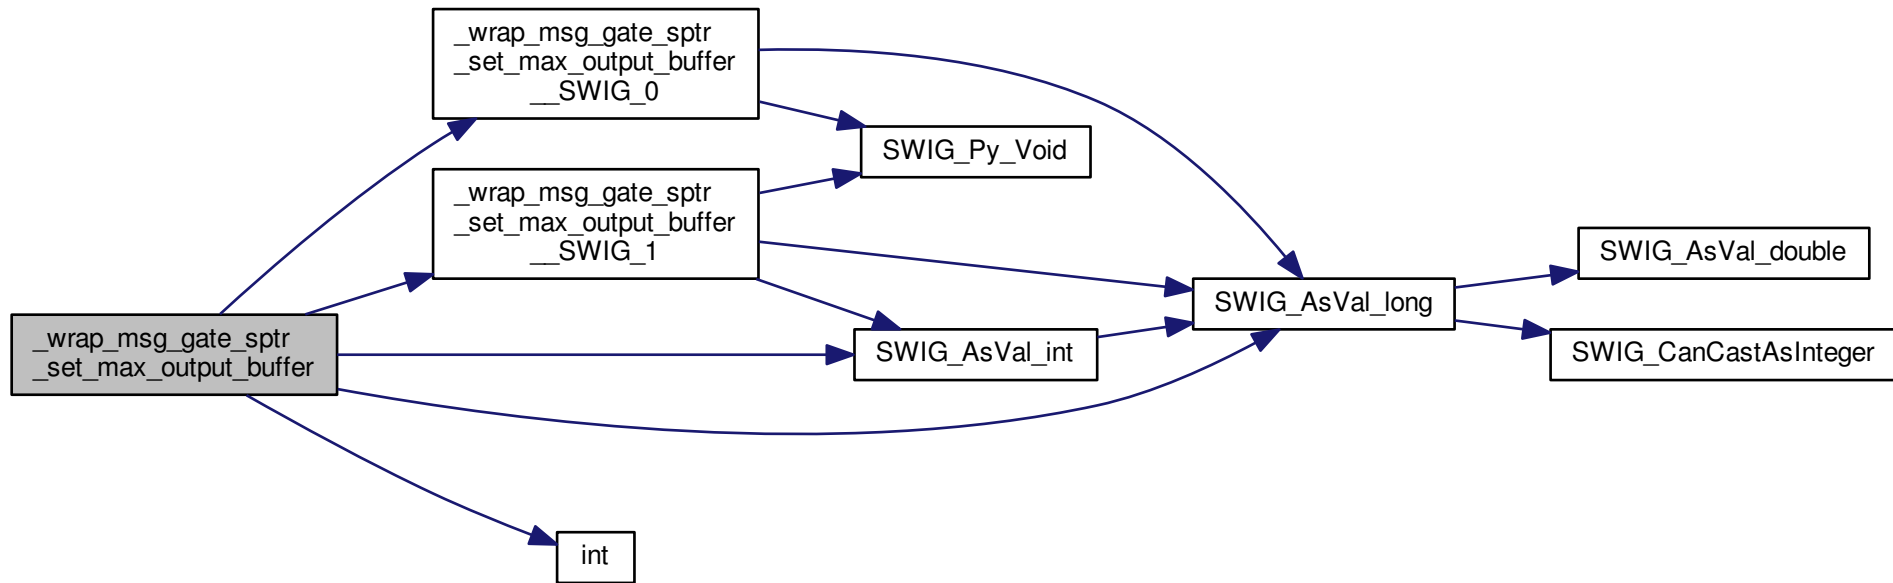 _wrap_msg_gate_sptr
_set_max_output_buffer
__SWIG_0
SWIG_Py_Void
_wrap_msg_gate_sptr
_set_max_output_buffer
__SWIG_1
SWIG_AsVal_double
SWIG_AsVal_long
_wrap_msg_gate_sptr
_set_max_output_buffer
SWIG_AsVal_int
SWIG_CanCastAsInteger
int